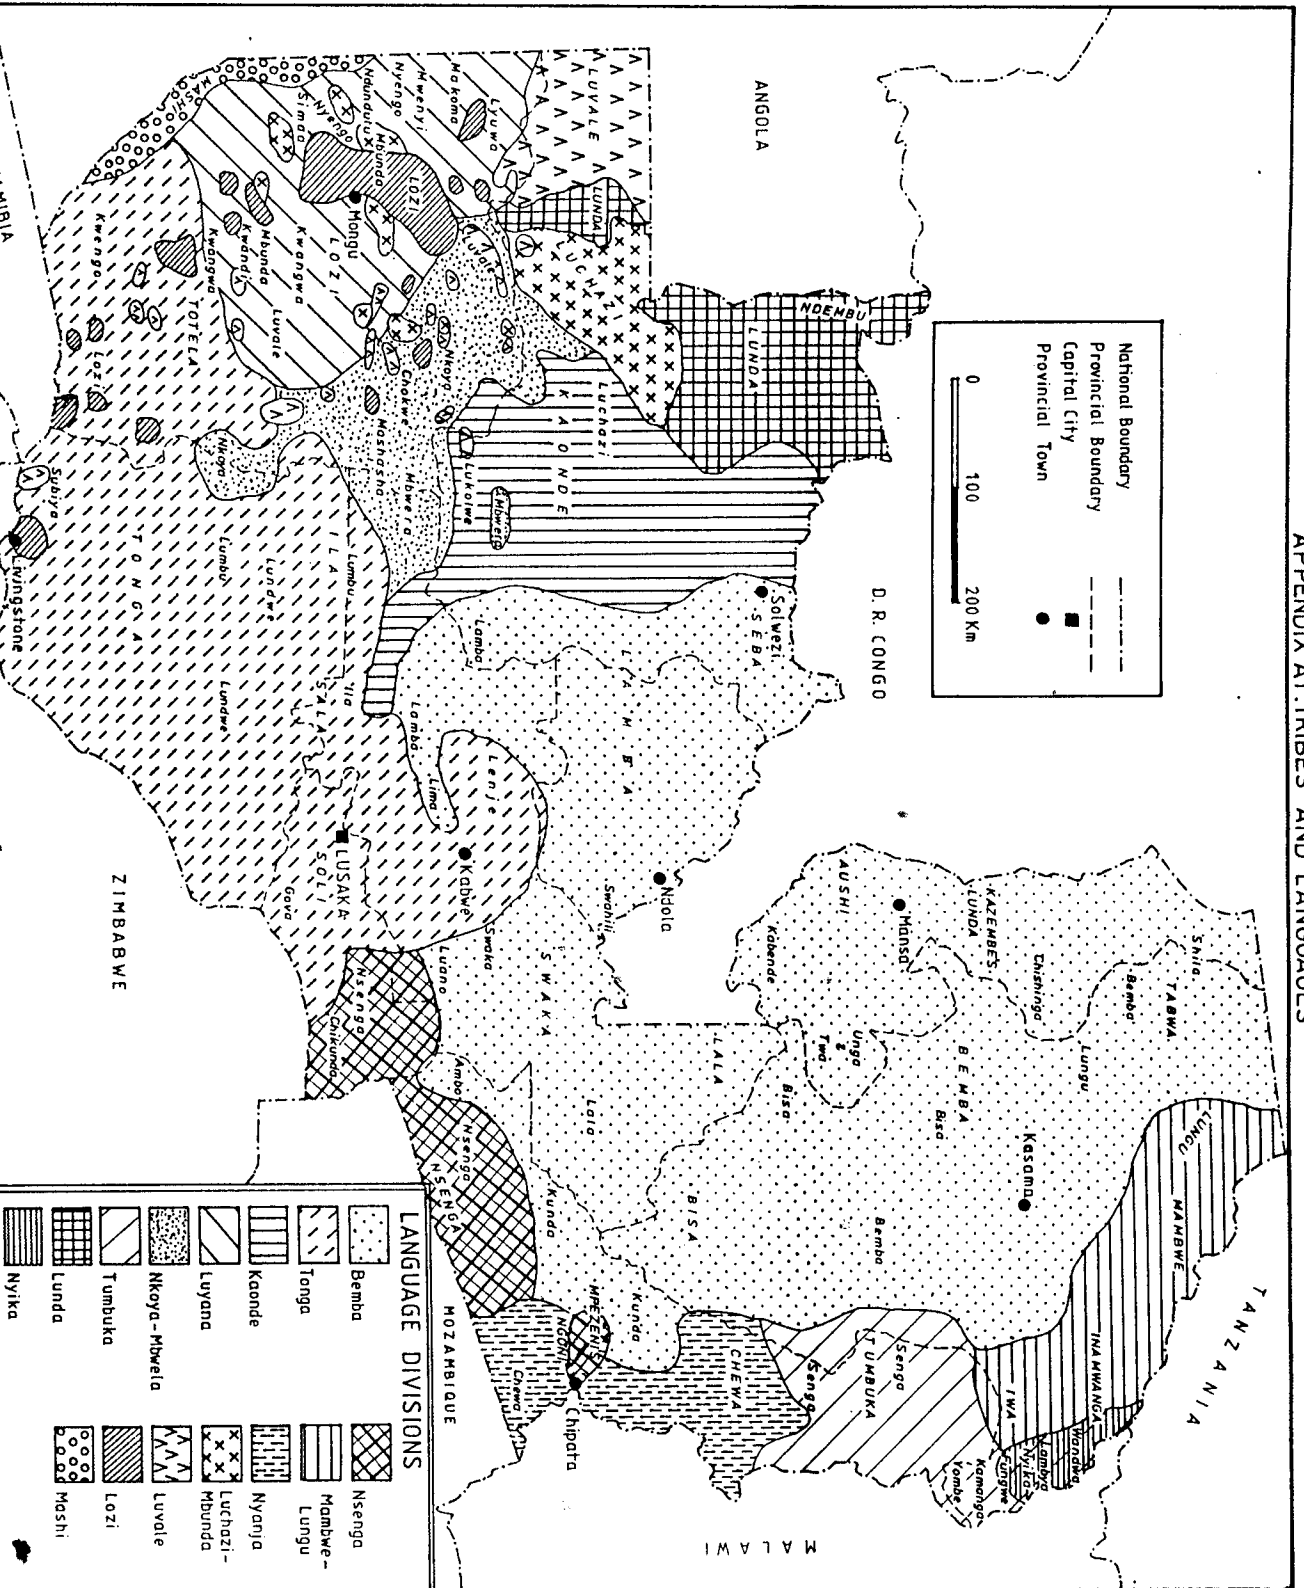 APPENDIX A7:TRIBES AND LANGUAGES
National Boundary
Provincial Boundary
Capital City
Provincial Town
0 100 200 Km
ANGOLA
D.R. CONGO
TANZANIA
MALAWI
MOZAMBIQUE
ZIMBABWE
MIBIA
NDEMBU
LUNDA
LUVALE
LUNDA
LUCHAZI
Luchazi
KAONDE
Lukolwe
Mbwera
Solwezi
SEBA
LAMBA
Lamba
Lamba
Lima
Lenje
Kabwe
Ndola
Swahili
Swaka
SWAKA
Luano
Mansa
AUSHI
KAZEMBES
LUNDA
Kabende
Chishinga
Shila
TABWA
Bemba
Lungu
Unga
&
Twa
BEMBA
Bisa
Bisa
LALA
Lala
Ambo
BISA
Bemba
Kasama
LUNGU
MAMBWE
INAMWANGA
IWA
Wandwa
Lambya
Nyika
Fungwe
Kamanga
Yombe
Senga
TUMBUKA
Senga
CHEWA
Kunda
Kunda
MPEZENI'S
NGONI
Chipata
Chewa
Nsenga
NSENGA
Nsenga
Chikunda
Lyuwa
Makoma
Mwenyi
Nyengo
Ndundulu
Mbunda
Nyengo
Simaa
MASHI
LOZI
Mongu
LOZI
Kwangwa
Mbunda
Kwandi
Kwangwa
Luvale
Luvale
Nkoya
Chokwe
Mashasha
Mbwera
Nkoya
Kwengo
TOTELA
Lozi
Subiya
Livingstone
TONGA
ILA
Lumbu
Lundwe
Lumbu
Lundwe
Ila
SALA
LUSAKA
SOLI
Gova
LANGUAGE DIVISIONS
Bemba
Tonga
Kaonde
Luyana
Nkoya-Mbwela
Tumbuka
Lunda
Nyika
Nsenga
Mambwe-
Lungu
Nyanja
Luchazi-
Mbunda
Luvale
Lozi
Mashi